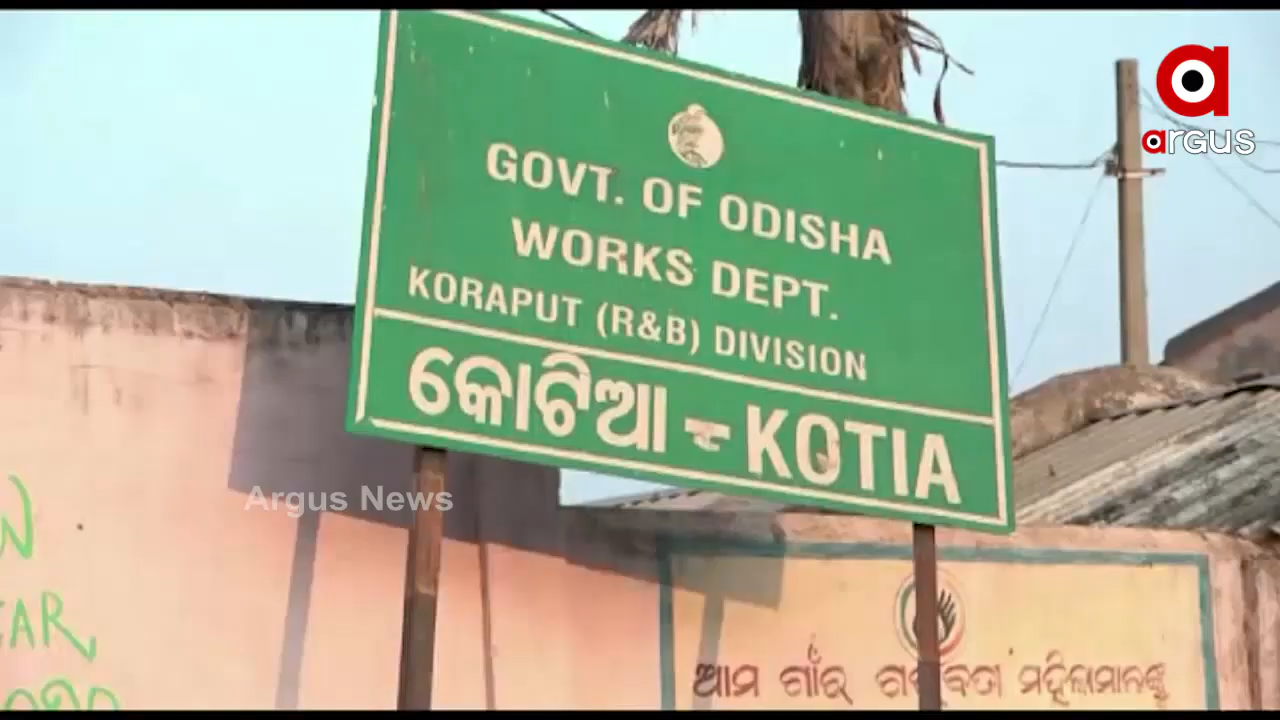 argus
GOVT. OF ODISHA
WORKS DEPT.
KORAPUT (R&B) DIVISION
କୋଟିଆ - KOTIA
Argus News
ଆମ ଗାଁର ଗର୍ଭବତୀ ମହିଳାମାନଙ୍କୁ